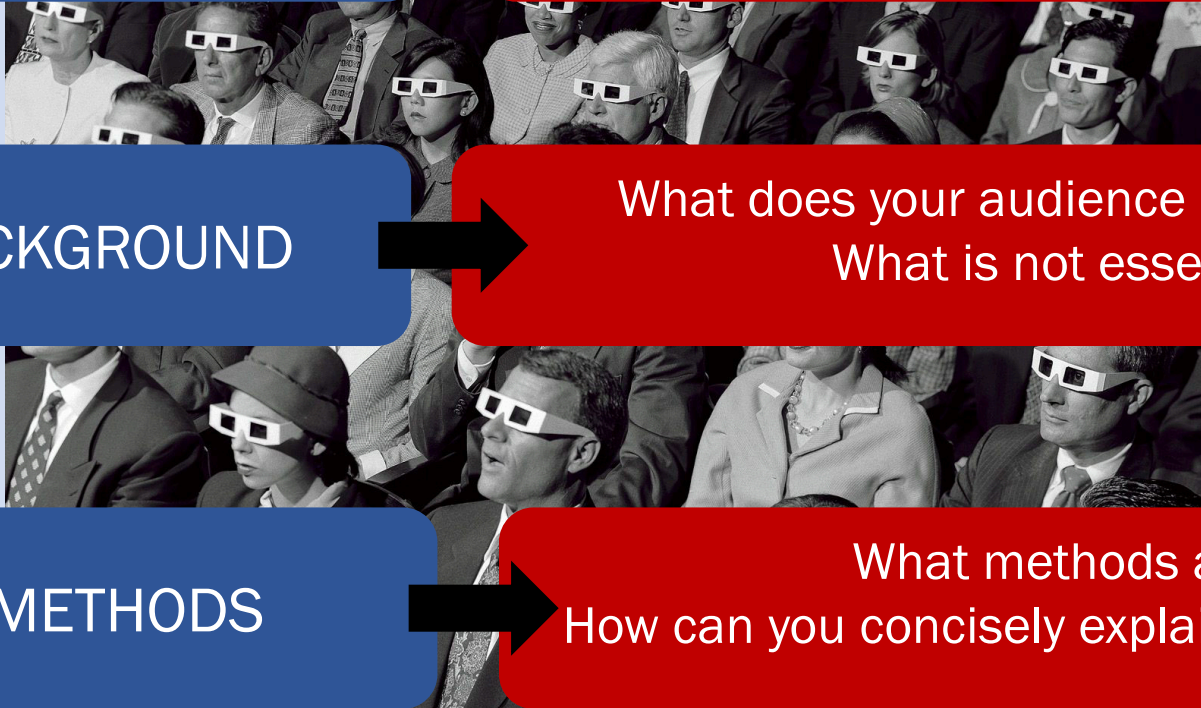 CKGROUND
What does your audience
What is not esse
METHODS
What methods a
How can you concisely expla